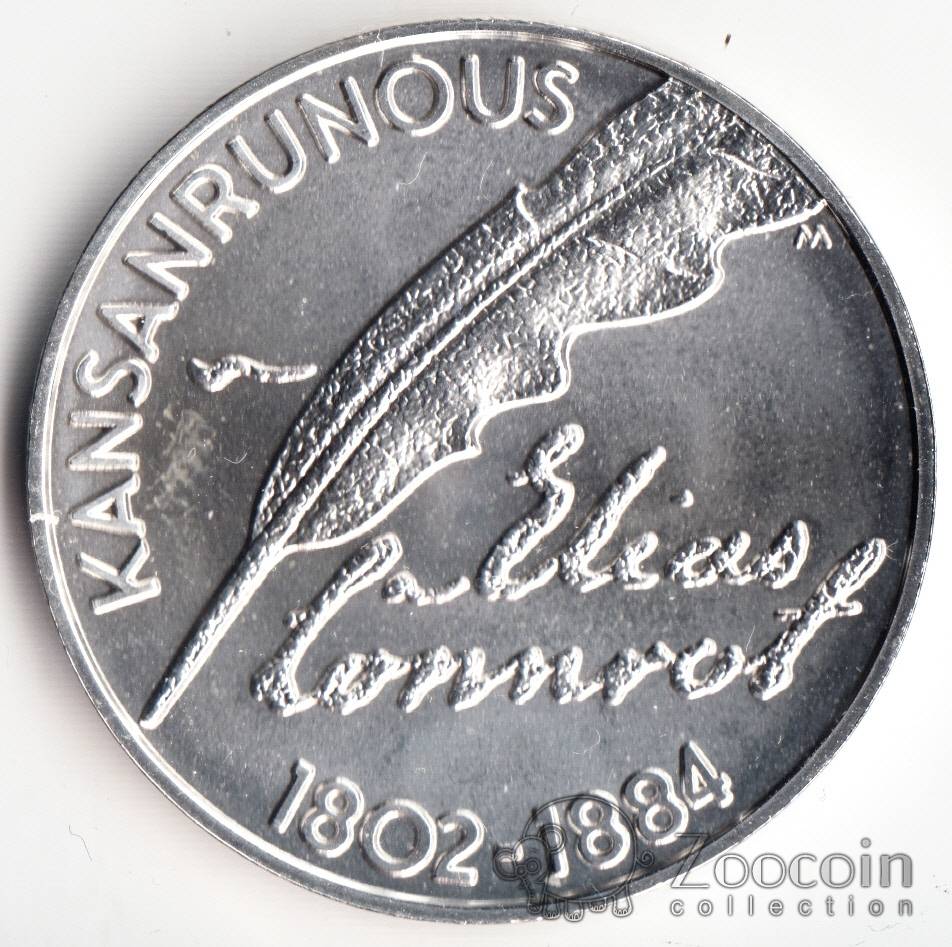 KANSANRUNOUS
M
Elias
Lönnrot
1802-1884
Zoocoin
collection